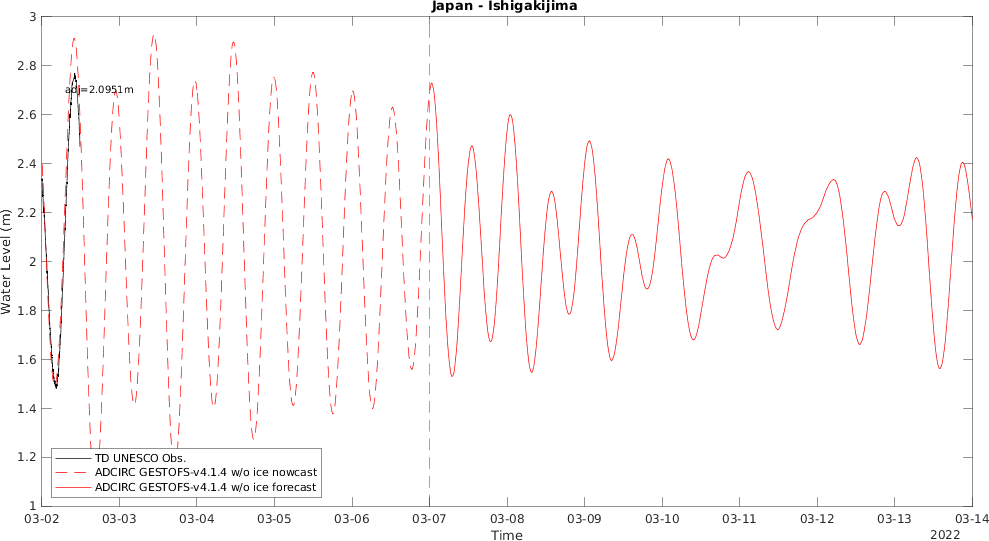 Japan - Ishigakijima
Water Level (m)
3
2.8
2.6
2.4
2.2
2
1.8
1.6
1.4
1.2
1
adj=2.0951m
TD UNESCO Obs.
ADCIRC GESTOFS-v4.1.4 w/o ice nowcast
ADCIRC GESTOFS-v4.1.4 w/o ice forecast
03-02 03-03 03-04 03-05 03-06 03-07 03-08 03-09 03-10 03-11 03-12 03-13 03-14
Time
2022